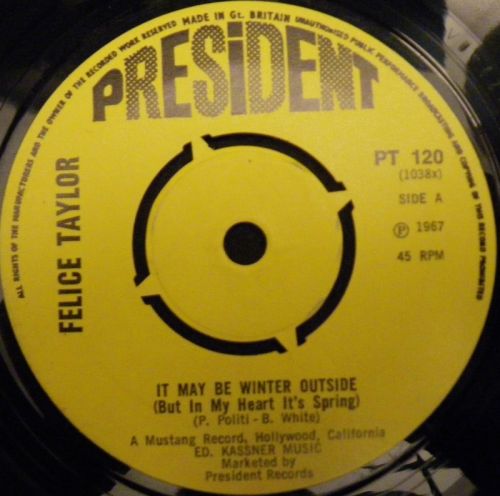 ALL RIGHTS OF THE MANUFACTURERS AND THE OWNER OF THE RECORDED WORK RESERVED MADE IN Gt. BRITAIN UNAUTHORISED PUBLIC PERFORMANCE BROADCASTING AND COPYING OF THIS RECORD PROHIBITED
PRESiDENT
FELICE TAYLOR
PT 120
(1038x)
SIDE A
℗ 1967
45 RPM
IT MAY BE WINTER OUTSIDE
(But In My Heart It's Spring)
(P. Politi - B. White)
A Mustang Record, Hollywood, California
ED. KASSNER MUSIC
Marketed by
President Records